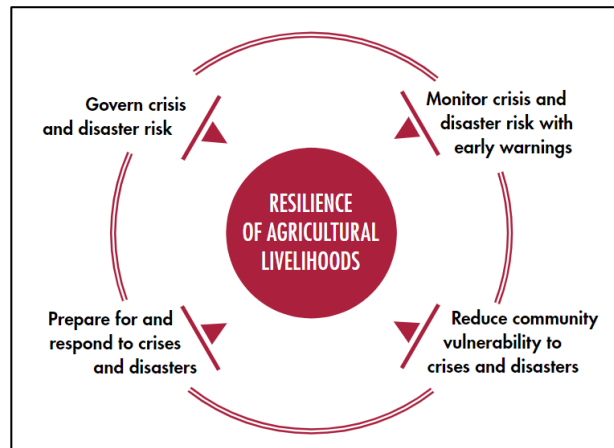 Govern crisis
and disaster risk
Monitor crisis and
disaster risk with
early warnings
RESILIENCE
OF AGRICULTURAL
LIVELIHOODS
Prepare for and
respond to crises
and disasters
Reduce community
vulnerability to
crises and disasters